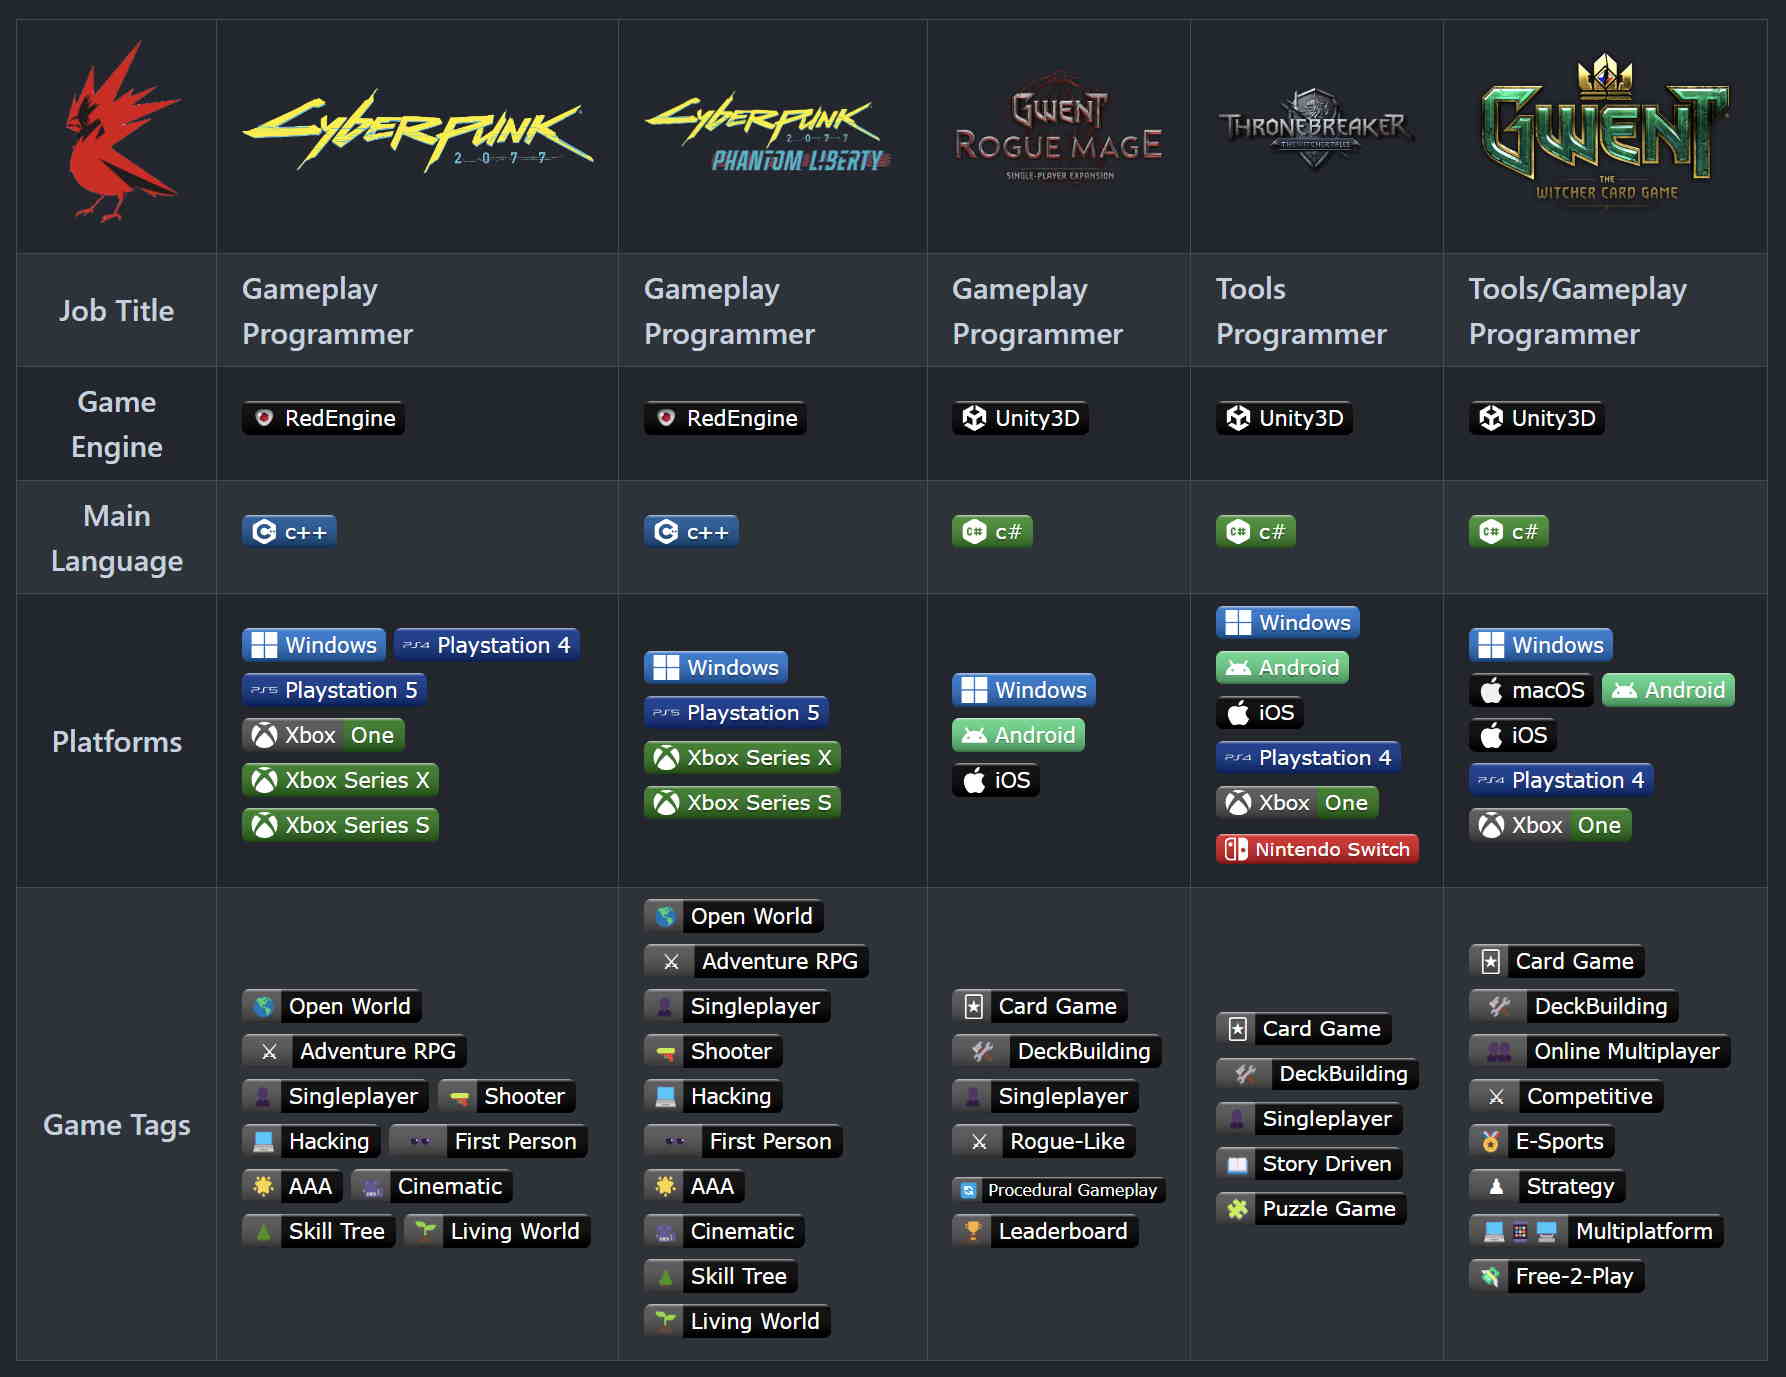 CYBERPUNK
2077
CYBERPUNK
2077
PHANTOM LIBERTY
GWENT
ROGUE MAGE
SINGLE-PLAYER EXPANSION
THRONEBREAKER
THE WITCHER TALES
GWENT
THE
WITCHER CARD GAME
Job Title
Gameplay
Programmer
Gameplay
Programmer
Gameplay
Programmer
Tools
Programmer
Tools/Gameplay
Programmer
Game
Engine
RedEngine
RedEngine
Unity3D
Unity3D
Unity3D
Main
Language
C++ c++
C++ c++
C# c#
C# c#
C# c#
Platforms
Windows PS4 Playstation 4
PS5 Playstation 5
Xbox One
Xbox Series X
Xbox Series S
Windows
PS5 Playstation 5
Xbox Series X
Xbox Series S
Windows
Android
iOS
Windows
Android
iOS
PS4 Playstation 4
Xbox One
Nintendo Switch
Windows
macOS Android
iOS
PS4 Playstation 4
Xbox One
Game Tags
Open World
Adventure RPG
Singleplayer Shooter
Hacking First Person
AAA Cinematic
Skill Tree Living World
Open World
Adventure RPG
Singleplayer
Shooter
Hacking
First Person
AAA
Cinematic
Skill Tree
Living World
Card Game
DeckBuilding
Singleplayer
Rogue-Like
Procedural Gameplay
Leaderboard
Card Game
DeckBuilding
Singleplayer
Story Driven
Puzzle Game
Card Game
DeckBuilding
Online Multiplayer
Competitive
E-Sports
Strategy
Multiplatform
Free-2-Play